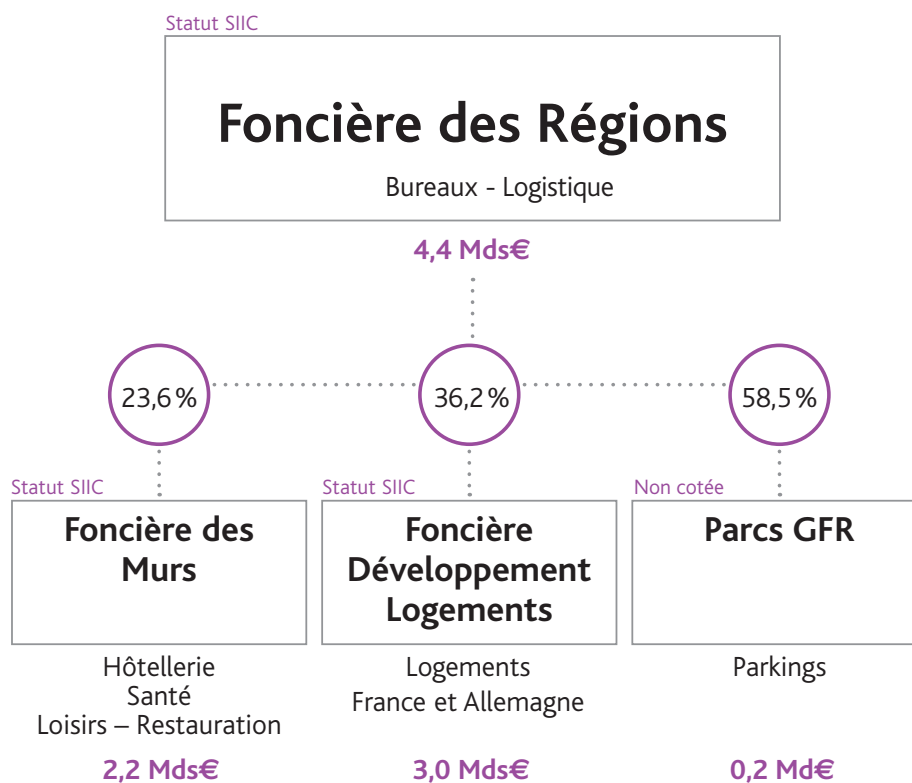 Statut SIIC
Foncière des Régions
Bureaux - Logistique
4,4 Mds€
23,6 %
36,2 %
58,5 %
Statut SIIC
Foncière des
Murs
Hôtellerie
Santé
Loisirs – Restauration
2,2 Mds€
Statut SIIC
Foncière
Développement
Logements
Logements
France et Allemagne
3,0 Mds€
Non cotée
Parcs GFR
Parkings
0,2 Md€